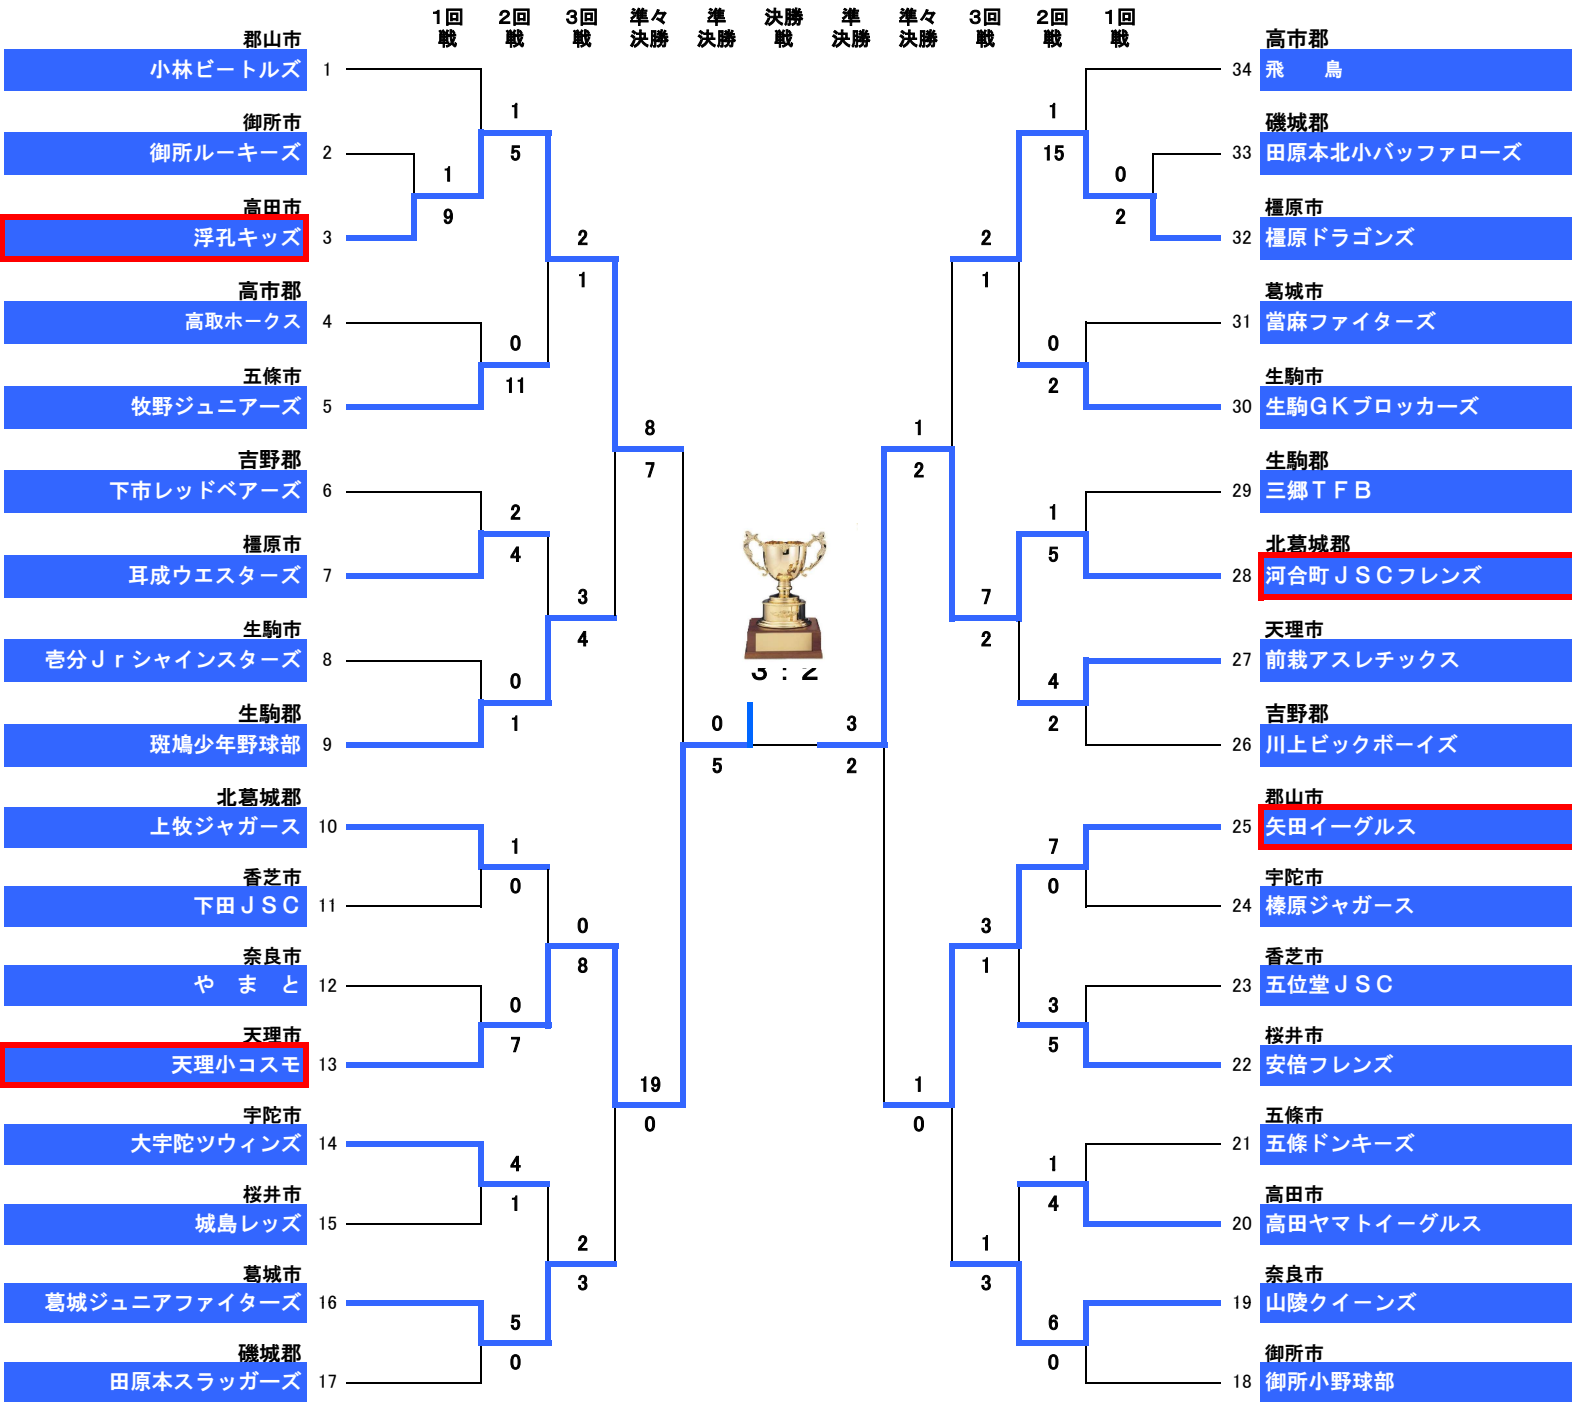 1回戦
2回戦
3回戦
準々決勝
準決勝
決勝戦
準決勝
準々決勝
3回戦
2回戦
1回戦
郡山市
小林ビートルズ 1
御所市
御所ルーキーズ 2
高田市
浮孔キッズ 3
高市郡
高取ホークス 4
五條市
牧野ジュニアーズ 5
吉野郡
下市レッドベアーズ 6
橿原市
耳成ウエスターズ 7
生駒市
壱分Ｊｒシャインスターズ 8
生駒郡
斑鳩少年野球部 9
北葛城郡
上牧ジャガース 10
香芝市
下田ＪＳＣ 11
奈良市
や　ま　と 12
天理市
天理小コスモ 13
宇陀市
大宇陀ツウィンズ 14
桜井市
城島レッズ 15
葛城市
葛城ジュニアファイターズ 16
磯城郡
田原本スラッガーズ 17
1
9
1
5
0
11
2
4
0
1
1
0
0
7
4
1
5
0
2
1
3
4
0
8
2
3
8
7
19
0
0
5
3 : 2
3
2
1
2
1
0
2
1
7
2
3
1
1
3
1
15
0
2
1
5
4
2
7
0
3
5
1
4
6
0
0
2
高市郡
34 飛　　鳥
磯城郡
33 田原本北小バッファローズ
橿原市
32 橿原ドラゴンズ
葛城市
31 當麻ファイターズ
生駒市
30 生駒ＧＫブロッカーズ
生駒郡
29 三郷ＴＦＢ
北葛城郡
28 河合町ＪＳＣフレンズ
天理市
27 前栽アスレチックス
吉野郡
26 川上ビックボーイズ
郡山市
25 矢田イーグルス
宇陀市
24 榛原ジャガース
香芝市
23 五位堂ＪＳＣ
桜井市
22 安倍フレンズ
五條市
21 五條ドンキーズ
高田市
20 高田ヤマトイーグルス
奈良市
19 山陵クイーンズ
御所市
18 御所小野球部